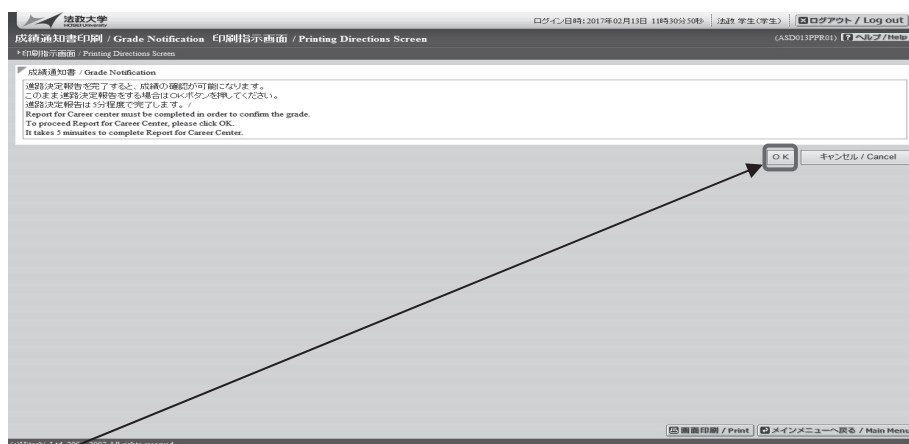 法政大学
HOSEI University
ログイン日時:2017年02月13日 11時30分50秒 法政 学生(学生) ログアウト / Log out
成績通知書印刷 / Grade Notification 印刷指示画面 / Printing Directions Screen (ASD013PPR01) ヘルプ/Help
印刷指示画面 / Printing Directions Screen
成績通知書 / Grade Notification
進路決定報告を完了すると、成績の確認が可能になります。
このまま進路決定報告をする場合はOKボタンを押してください。
進路決定報告は5分程度で完了します。/
Report for Career center must be completed in order to confirm the grade.
To proceed Report for Career Center, please click OK.
It takes 5 minuites to complete Report for Career Center.
OK キャンセル / Cancel
画面印刷 / Print メインメニューへ戻る / Main Menu